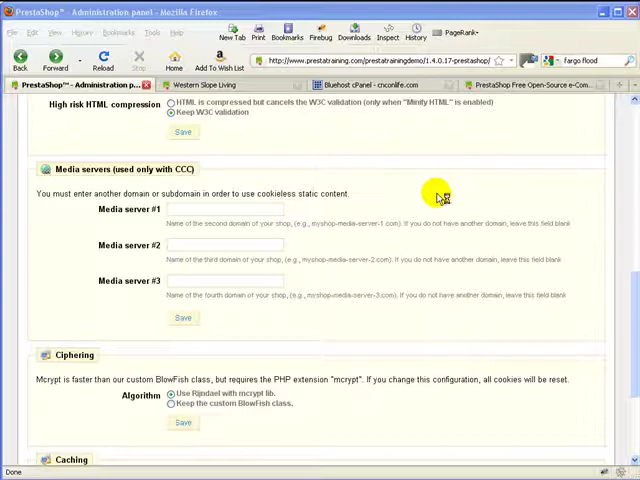 PrestaShop™ - Administration panel - Mozilla Firefox
File Edit View History Bookmarks Tools Help
New Tab Print Bookmarks Firebug Downloads Inspect History PageRank
Back Forward Reload Stop Home Add To Wish List
http://www.prestatraining.com/prestatrainingdemo/1.4.0.17-prestashop/
fargo flood
PrestaShop™ - Administration p...
Western Slope Living
Bluehost cPanel - cnconlife.com
PrestaShop Free Open-Source e-Com...
High risk HTML compression
HTML is compressed but cancels the W3C validation (only when "Minify HTML" is enabled)
Keep W3C validation
Save
Media servers (used only with CCC)
You must enter another domain or subdomain in order to use cookieless static content.
Media server #1
Name of the second domain of your shop, (e.g., myshop-media-server-1.com). If you do not have another domain, leave this field blank
Media server #2
Name of the third domain of your shop, (e.g., myshop-media-server-2.com). If you do not have another domain, leave this field blank
Media server #3
Name of the fourth domain of your shop, (e.g., myshop-media-server-3.com). If you do not have another domain, leave this field blank
Save
Ciphering
Mcrypt is faster than our custom BlowFish class, but requires the PHP extension "mcrypt". If you change this configuration, all cookies will be reset.
Algorithm
Use Rijndael with mcrypt lib.
Keep the custom BlowFish class.
Save
Caching
Done